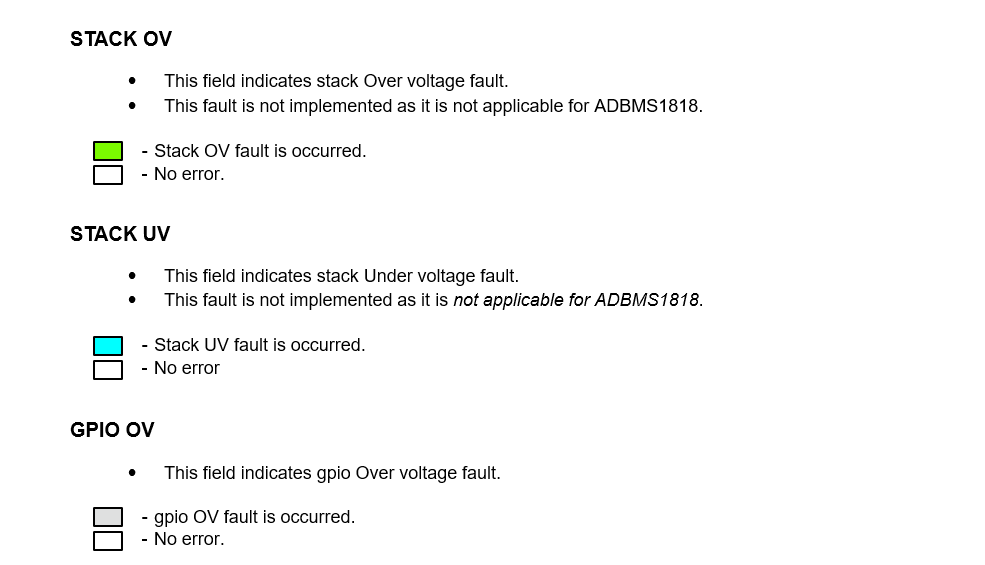 STACK OV
• This field indicates stack Over voltage fault.
• This fault is not implemented as it is not applicable for ADBMS1818.
- Stack OV fault is occurred.
- No error.
STACK UV
• This field indicates stack Under voltage fault.
• This fault is not implemented as it is not applicable for ADBMS1818.
- Stack UV fault is occurred.
- No error
GPIO OV
• This field indicates gpio Over voltage fault.
- gpio OV fault is occurred.
- No error.